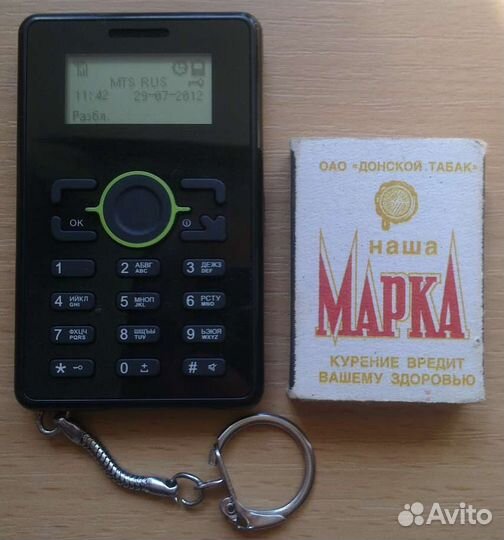 MTS RUS
11:42 29-07-2012
Разбл.
OK
1
2 АБВГ ABC
3 ДЕЖЗ DEF
4 ИЙКЛ GHI
5 МНОП JKL
6 РСТУ MNO
7 ФХЦЧ PQRS
8 ШЩЪЫ TUV
9 ЬЭЮЯ WXYZ
*
0
#
ОАО «ДОНСКОЙ ТАБАК»
наша
МАРКА
КУРЕНИЕ ВРЕДИТ
ВАШЕМУ ЗДОРОВЬЮ
Avito